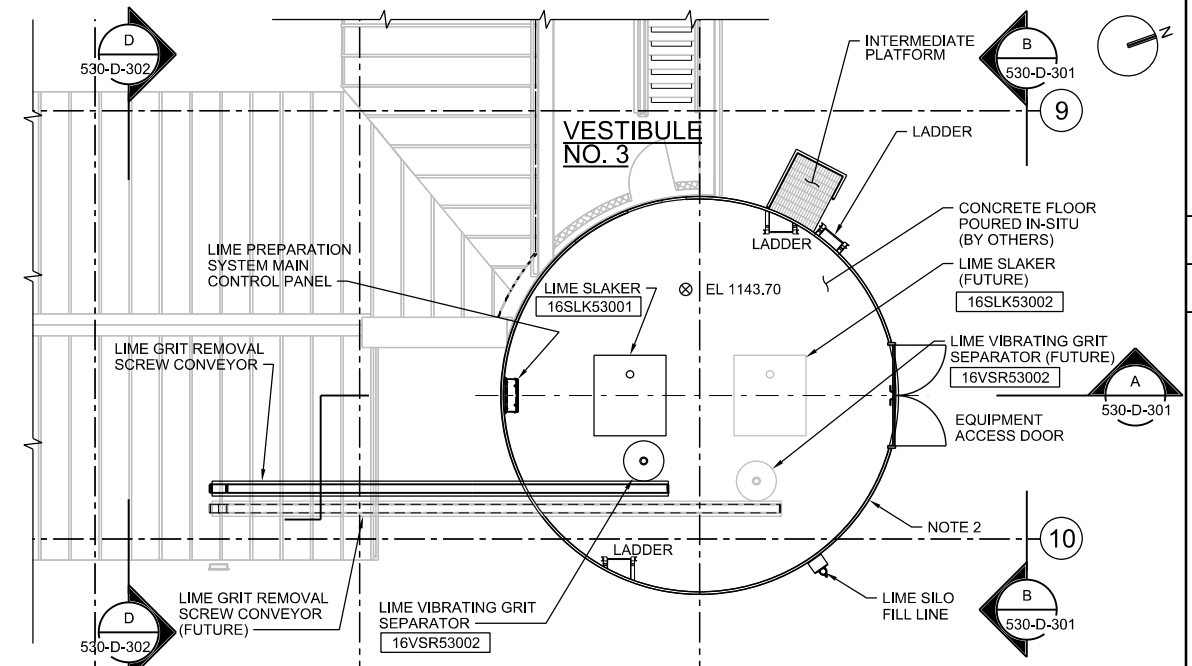 D
530-D-302
INTERMEDIATE
PLATFORM
B
530-D-301
N
9
VESTIBULE
NO. 3
LADDER
LADDER
CONCRETE FLOOR
POURED IN-SITU
(BY OTHERS)
LIME PREPARATION
SYSTEM MAIN
CONTROL PANEL
LIME SLAKER
16SLK53001
EL 1143.70
LIME SLAKER
(FUTURE)
16SLK53002
LIME GRIT REMOVAL
SCREW CONVEYOR
LIME VIBRATING GRIT
SEPARATOR (FUTURE)
16VSR53002
A
530-D-301
EQUIPMENT
ACCESS DOOR
NOTE 2
10
LADDER
LIME GRIT REMOVAL
SCREW CONVEYOR
(FUTURE)
LIME VIBRATING GRIT
SEPARATOR
16VSR53002
LIME SILO
FILL LINE
D
530-D-302
B
530-D-301